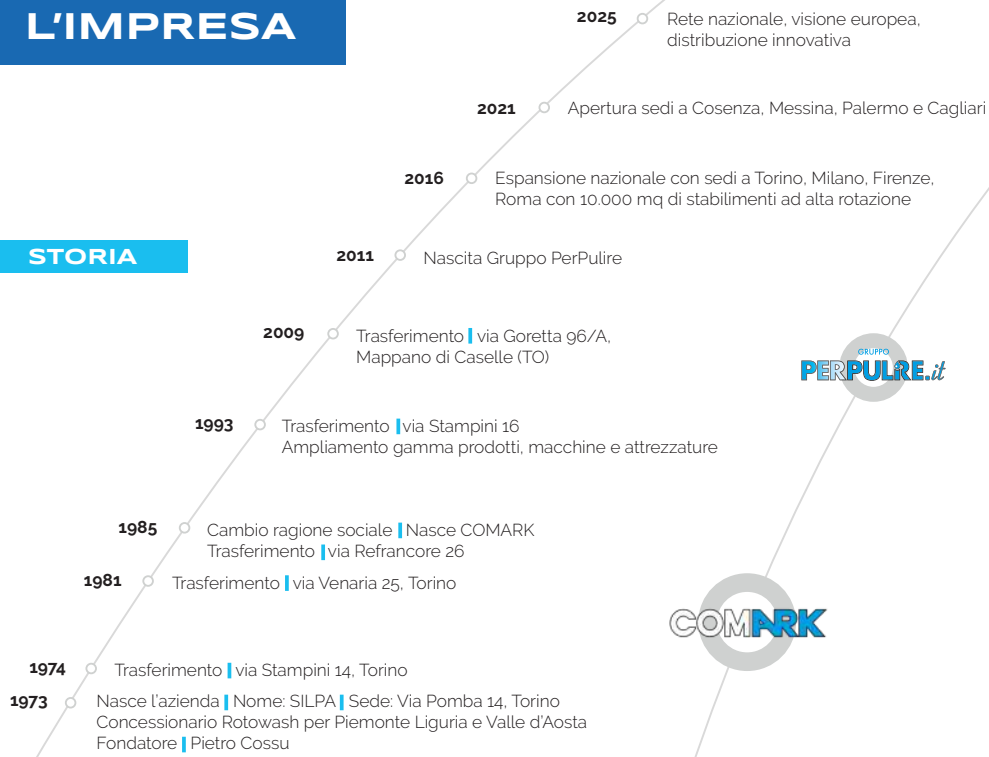 L'IMPRESA
2025
Rete nazionale, visione europea,
distribuzione innovativa
2021
Apertura sedi a Cosenza, Messina, Palermo e Cagliari
2016
Espansione nazionale con sedi a Torino, Milano, Firenze,
Roma con 10.000 mq di stabilimenti ad alta rotazione
STORIA
2011
Nascita Gruppo PerPulire
2009
Trasferimento | via Goretta 96/A,
Mappano di Caselle (TO)
GRUPPO
PERPULRE.it
1993
Trasferimento | via Stampini 16
Ampliamento gamma prodotti, macchine e attrezzature
1985
Cambio ragione sociale | Nasce COMARK
Trasferimento | via Refrancore 26
1981
Trasferimento | via Venaria 25, Torino
COMARK
1974
Trasferimento | via Stampini 14, Torino
1973
Nasce l'azienda | Nome: SILPA | Sede: Via Pomba 14, Torino
Concessionario Rotowash per Piemonte Liguria e Valle d'Aosta
Fondatore | Pietro Cossu